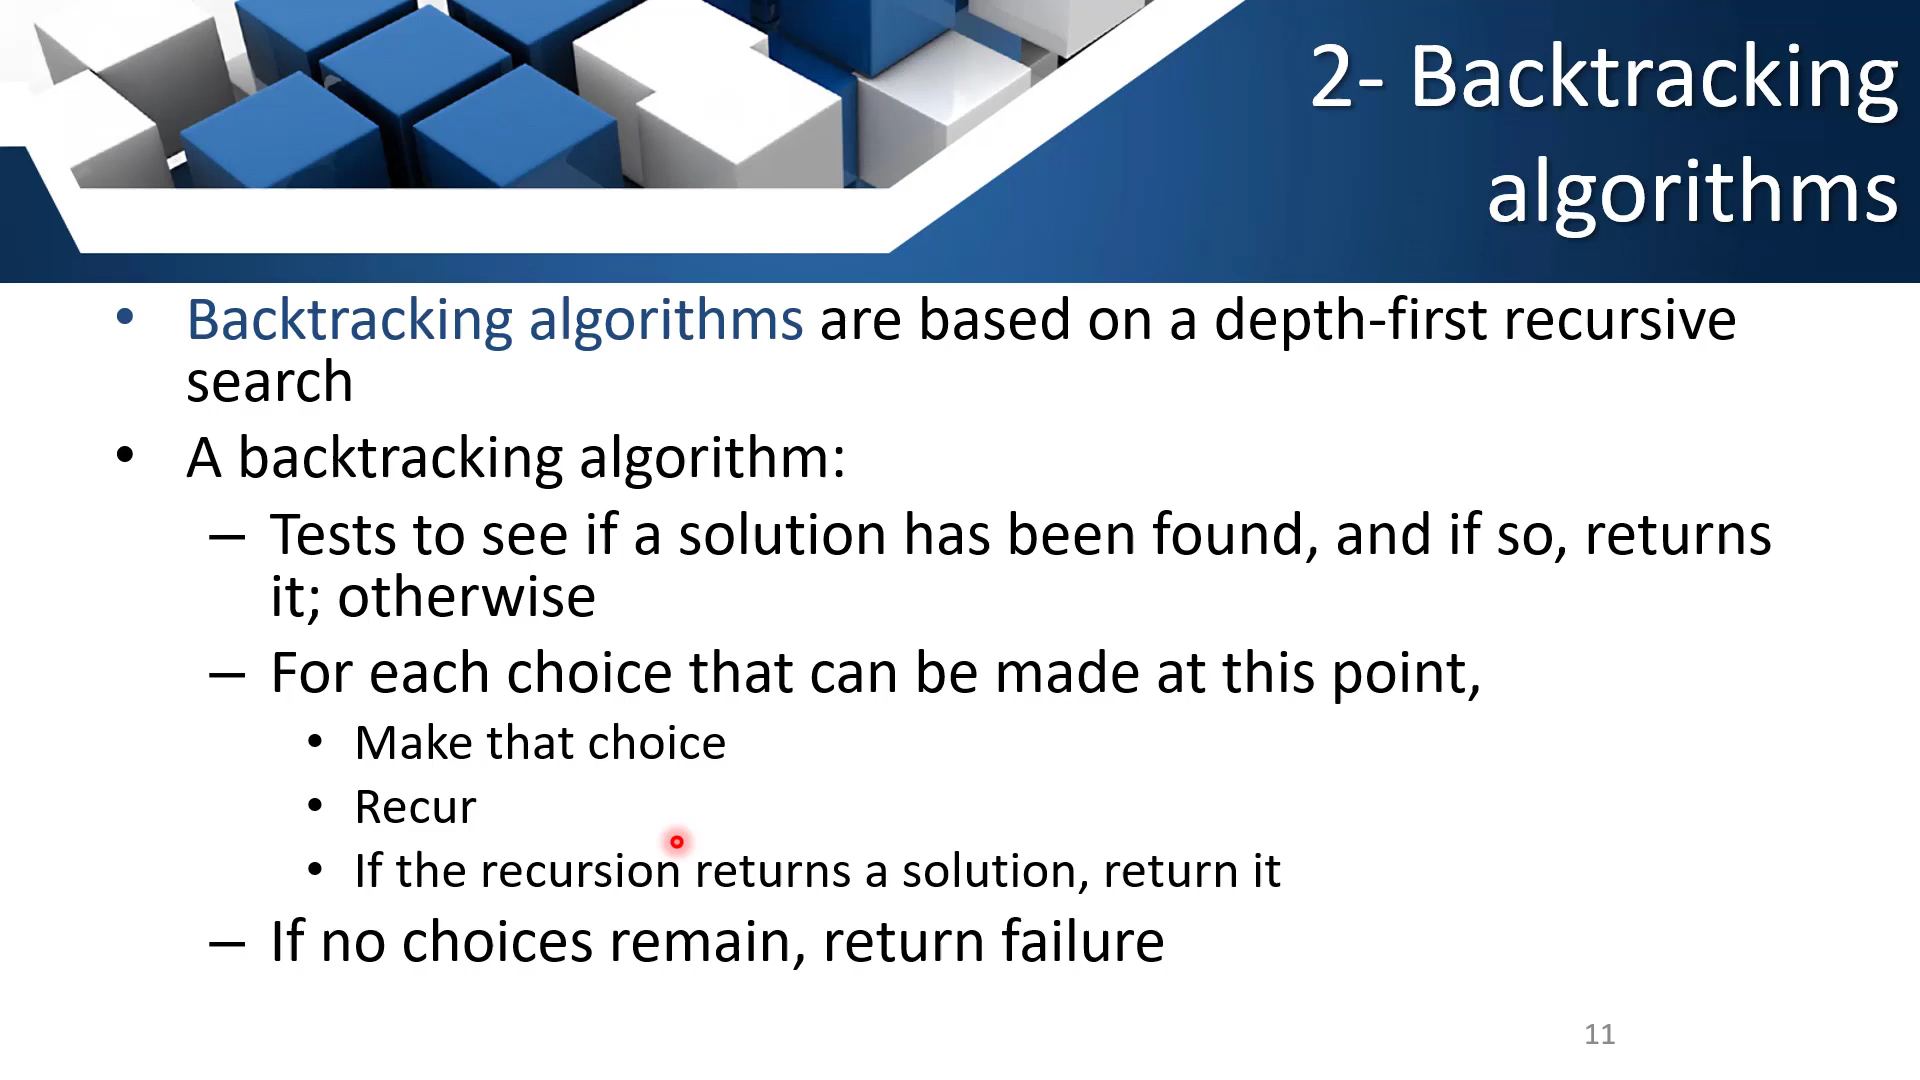 2- Backtracking
algorithms
• Backtracking algorithms are based on a depth-first recursive
search
• A backtracking algorithm:
– Tests to see if a solution has been found, and if so, returns
it; otherwise
– For each choice that can be made at this point,
• Make that choice
• Recur
• If the recursion returns a solution, return it
– If no choices remain, return failure
11